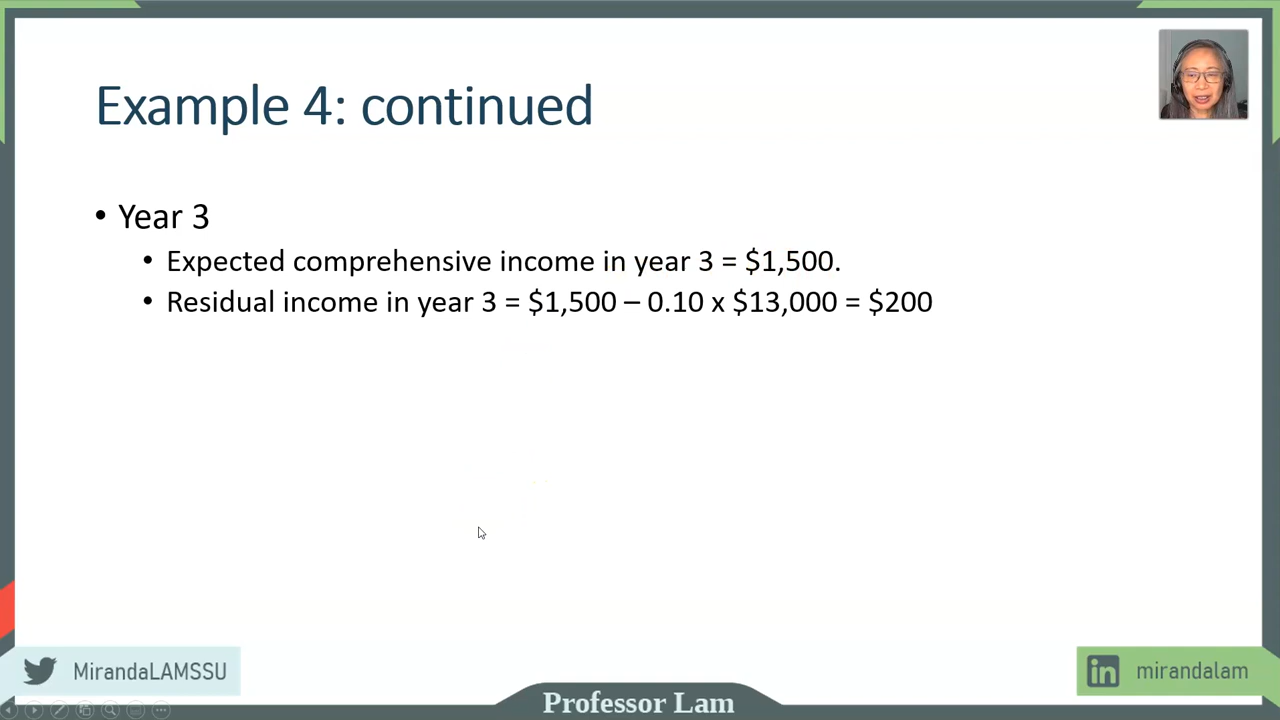 Example 4: continued
• Year 3
• Expected comprehensive income in year 3 = $1,500.
• Residual income in year 3 = $1,500 – 0.10 x $13,000 = $200
MirandaLAMSSU
in mirandalam
Professor Lam